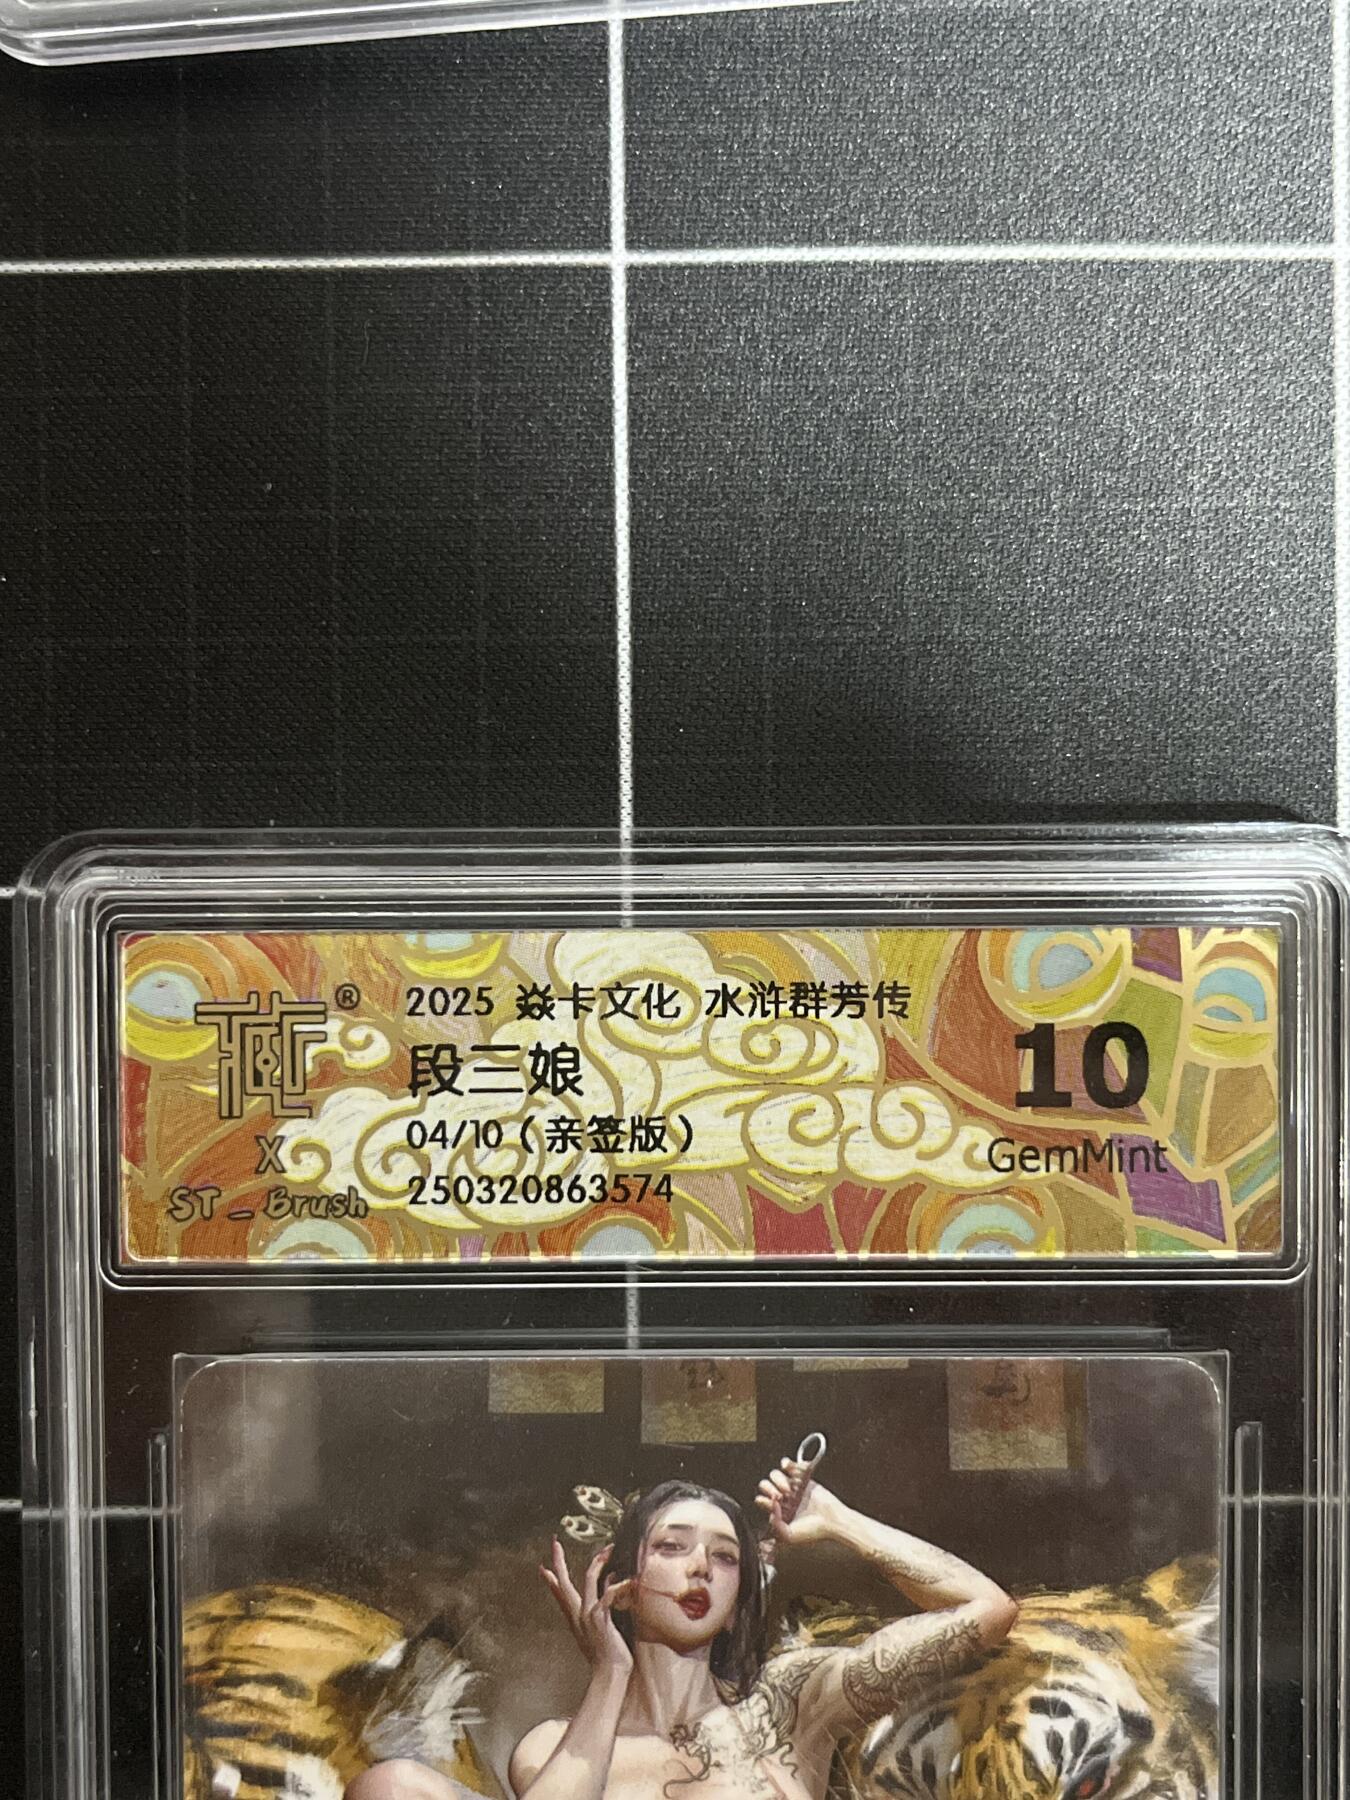 藏®
X
ST_Brush
2025 焱卡文化 水浒群芳传
段三娘
04/10（亲签版）
250320863574
10
GemMint